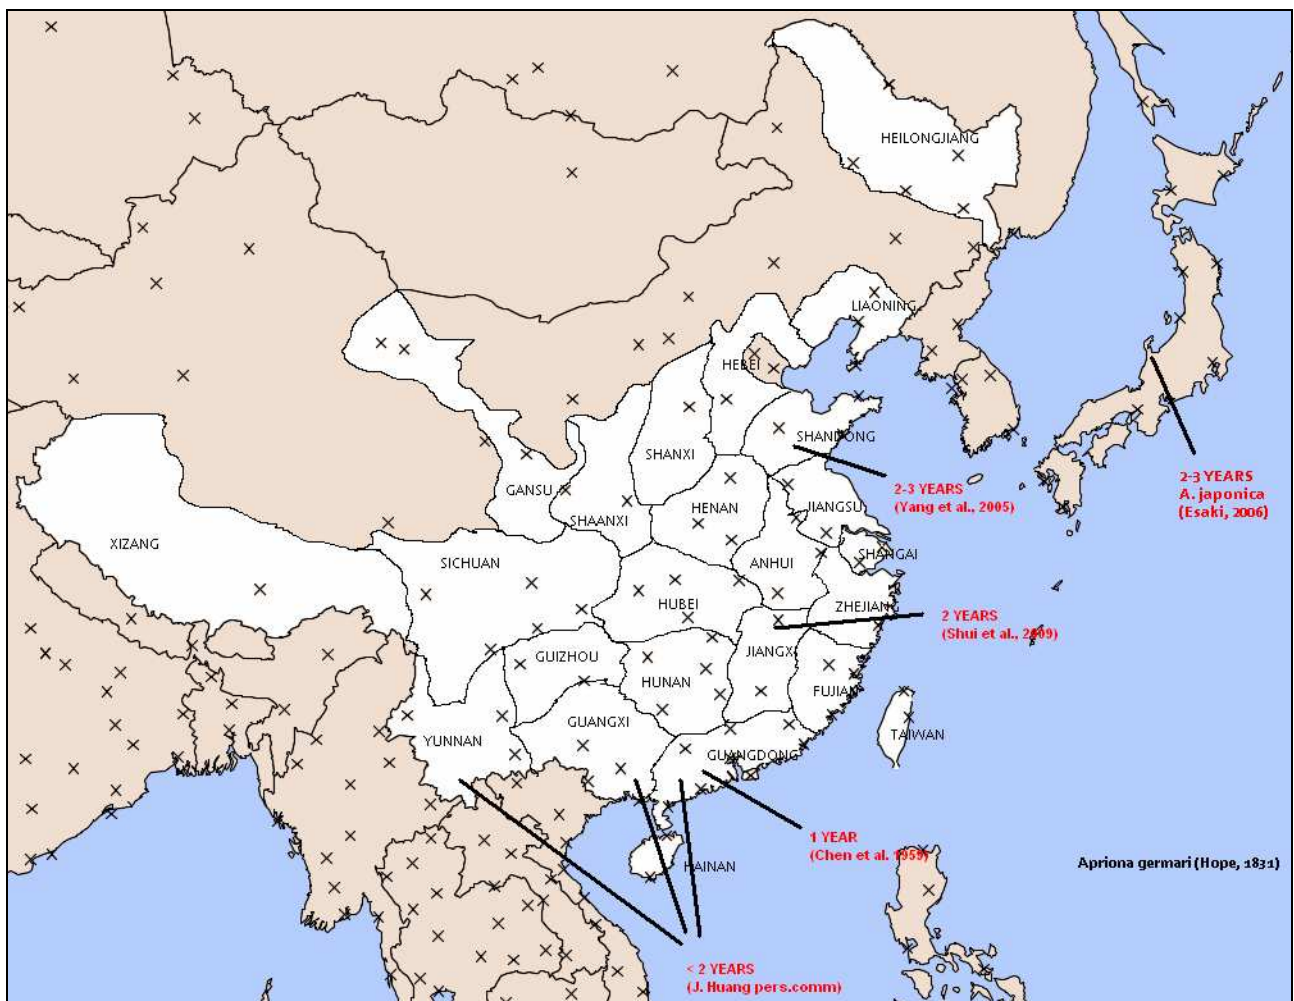 HEILONGJIANG
LIAONING
HEBEI
SHANDONG
SHANXI
GANSU
SHAANXI
HENAN
JIANGSU
2-3 YEARS
(Yang et al., 2005)
2-3 YEARS
A. japonica
(Esaki, 2006)
XIZANG
SICHUAN
ANHUI
SHANGAI
HUBEI
ZHEJIANG
2 YEARS
(Shui et al., 2009)
GUIZHOU
HUNAN
JIANGXI
FUJIAN
YUNNAN
GUANGXI
GUANGDONG
TAIWAN
1 YEAR
(Chen et al. 1959)
HAINAN
Apriona germari (Hope, 1831)
< 2 YEARS
(J. Huang pers.comm)